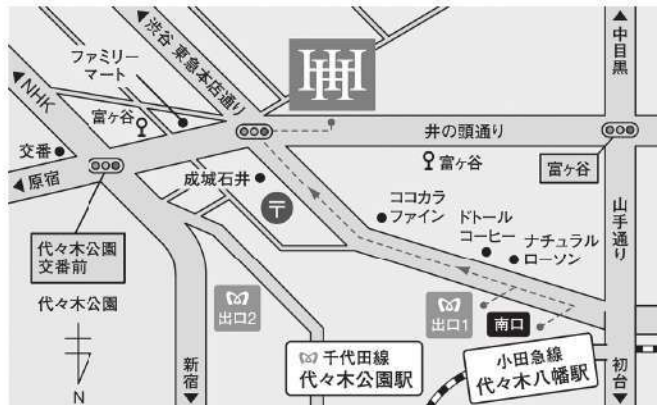 渋谷 東急本店通り
ファミリー
マート
NHK
富ヶ谷
交番
原宿
成城石井
〒
代々木公園
交番前
代々木公園
N
新宿
出口2
千代田線
代々木公園駅
HH
井の頭通り
富ヶ谷
ココカラ
ファイン
ドトール
コーヒー
ナチュラル
ローソン
出口1
南口
小田急線
代々木八幡駅
中目黒
富ヶ谷
山手通り
初台